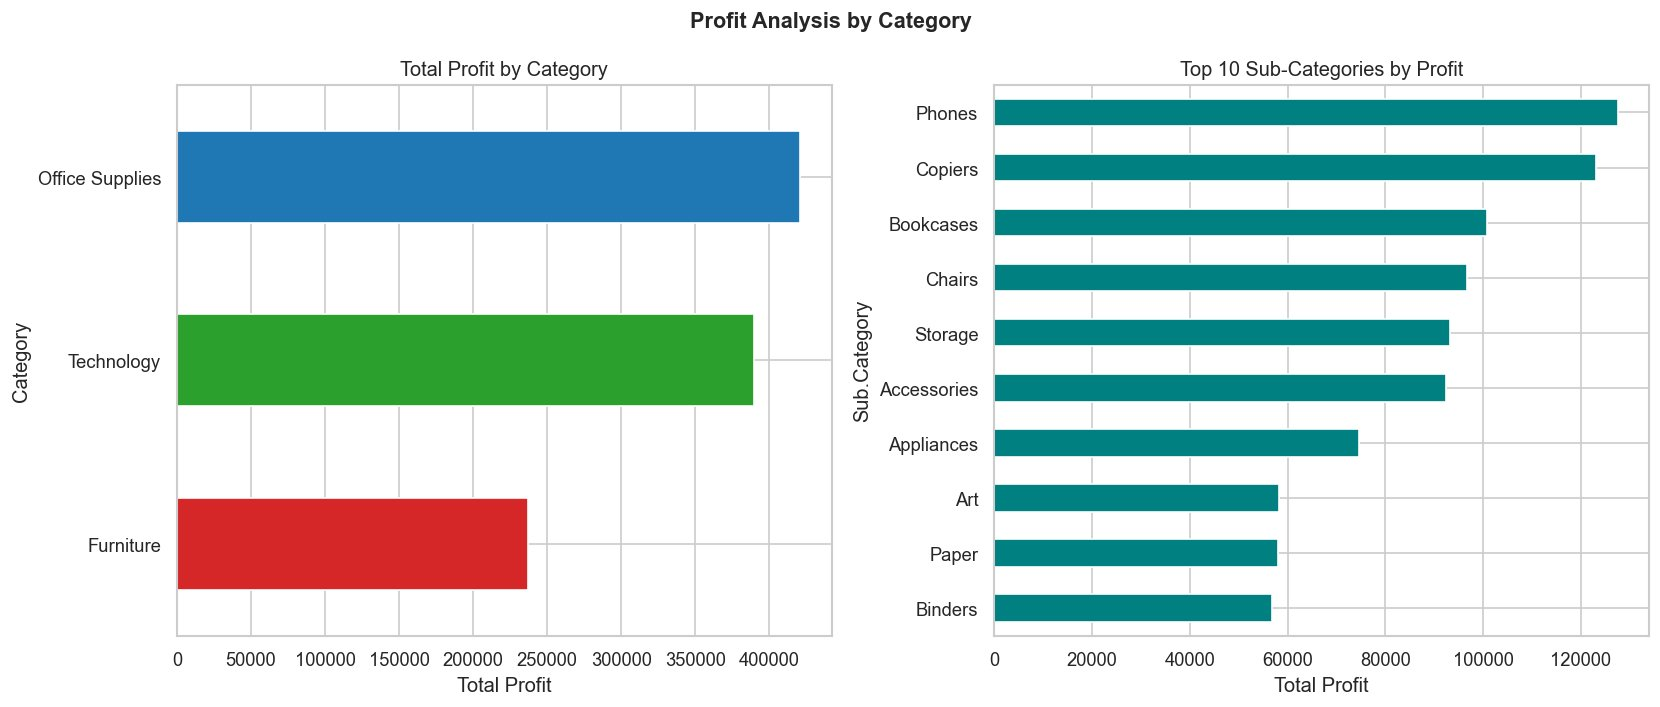 Profit Analysis by Category
Total Profit by Category
Category
Office Supplies
Technology
Furniture
0 50000 100000 150000 200000 250000 300000 350000 400000
Total Profit
Top 10 Sub-Categories by Profit
Sub.Category
Phones
Copiers
Bookcases
Chairs
Storage
Accessories
Appliances
Art
Paper
Binders
0 20000 40000 60000 80000 100000 120000
Total Profit